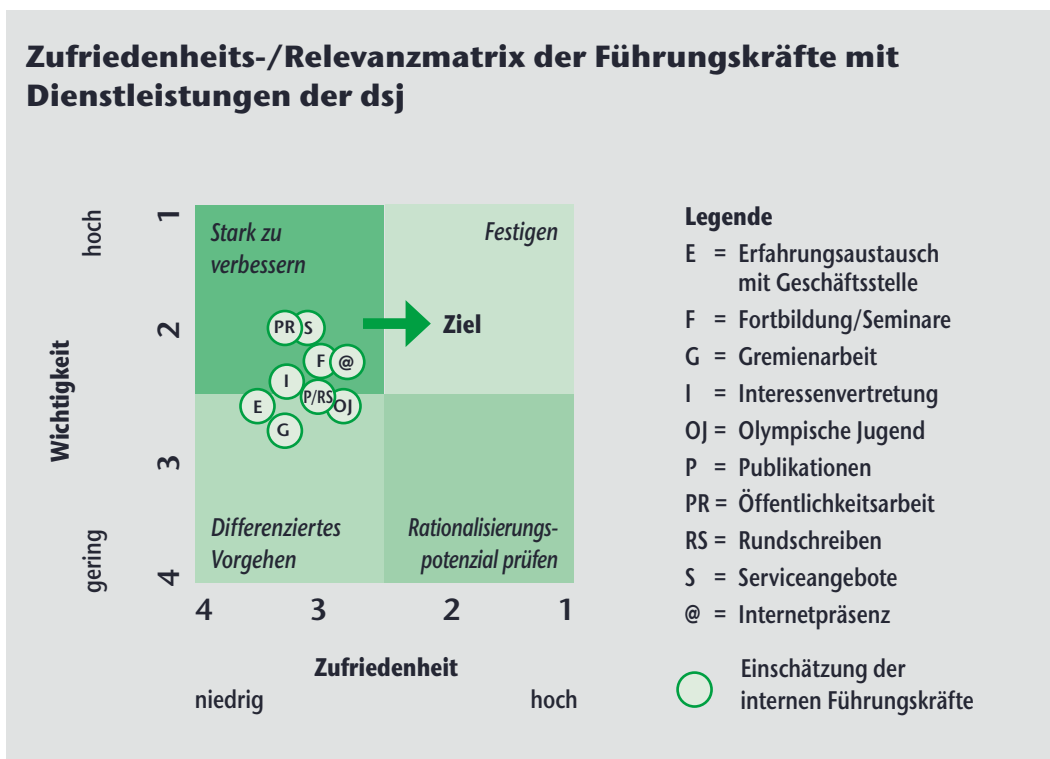 Zufriedenheits-/Relevanzmatrix der Führungskräfte mit
Dienstleistungen der dsj
Wichtigkeit
hoch
gering
1
2
3
4
Stark zu
verbessern
Festigen
PR
S
Ziel
F
@
I
P/RS
E
OJ
G
Differenziertes
Vorgehen
Rationalisierungs-
potenzial prüfen
4 3 2 1
Zufriedenheit
niedrig hoch
Legende
E = Erfahrungsaustausch
mit Geschäftsstelle
F = Fortbildung/Seminare
G = Gremienarbeit
I = Interessenvertretung
OJ = Olympische Jugend
P = Publikationen
PR = Öffentlichkeitsarbeit
RS = Rundschreiben
S = Serviceangebote
@ = Internetpräsenz
Einschätzung der
internen Führungskräfte